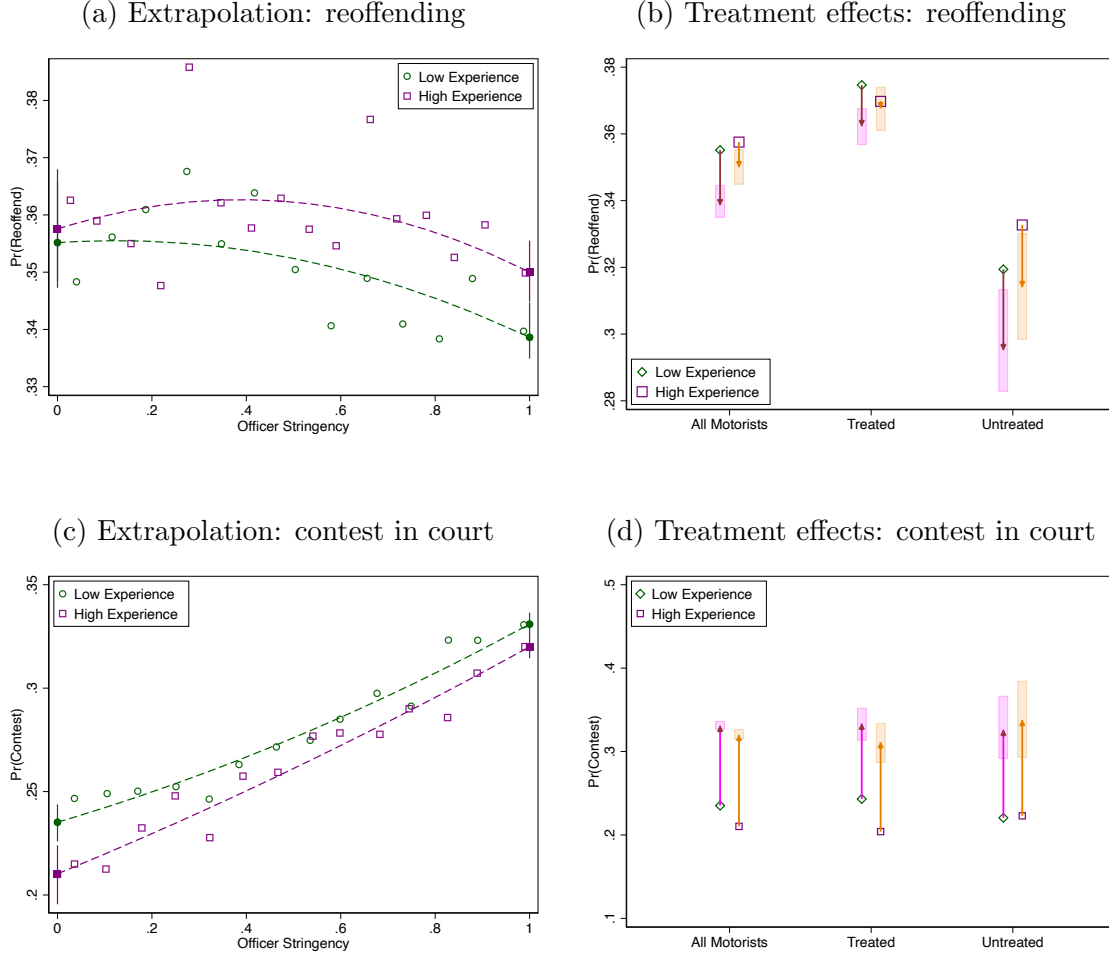 (a) Extrapolation: reoffending
Pr(Reoffend)
.38
.37
.36
.35
.34
.33
Low Experience
High Experience
0 .2 .4 .6 .8 1
Officer Stringency
(b) Treatment effects: reoffending
Pr(Reoffend)
.38
.36
.34
.32
.3
.28
Low Experience
High Experience
All Motorists Treated Untreated
(c) Extrapolation: contest in court
Pr(Contest)
.35
.3
.25
.2
Low Experience
High Experience
0 .2 .4 .6 .8 1
Officer Stringency
(d) Treatment effects: contest in court
Pr(Contest)
.5
.4
.3
.2
.1
Low Experience
High Experience
All Motorists Treated Untreated